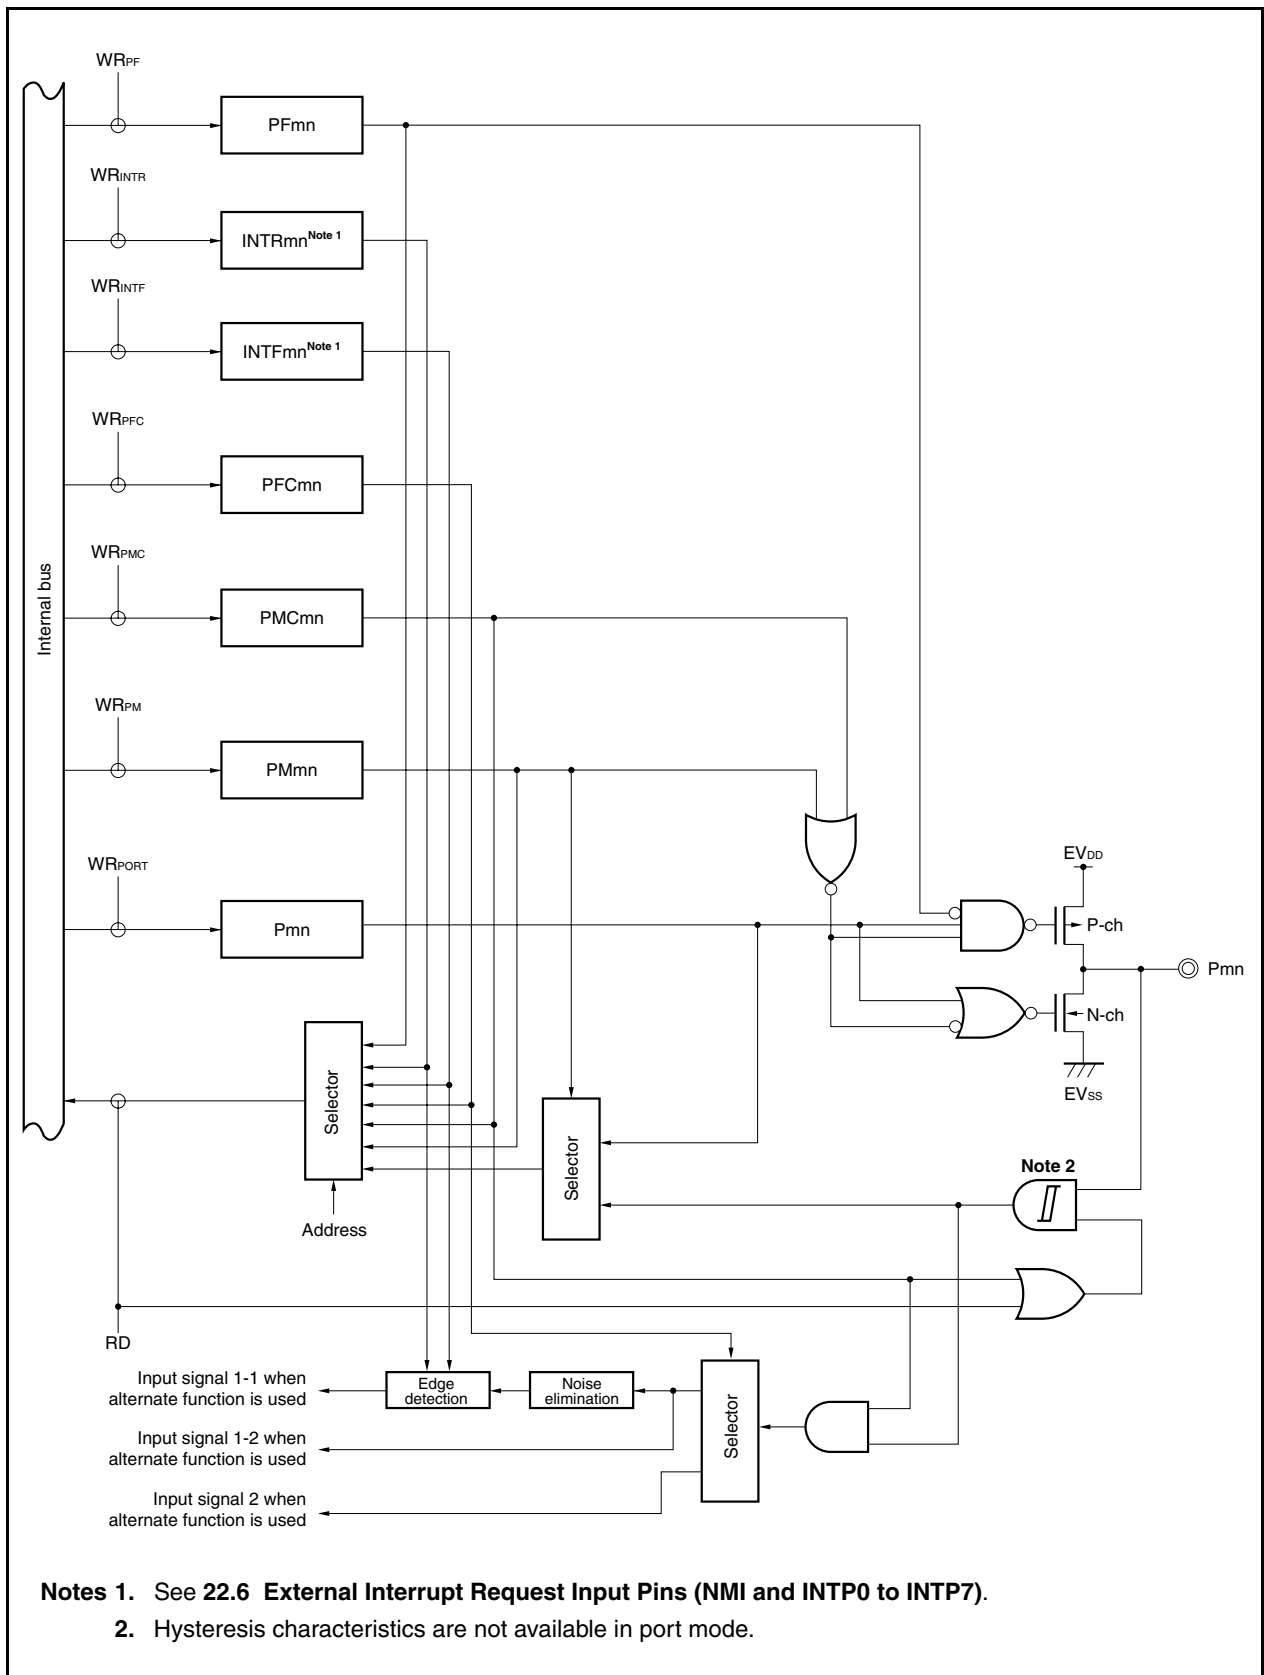 WRPF
PFmn
WRINTR
INTRmn Note 1
WRINTF
INTFmn Note 1
WRPFC
PFCmn
WRPMC
PMCmn
Internal bus
WRPM
PMmn
WRPORT
Pmn
EVDD
P-ch
Pmn
N-ch
EVSS
Selector
Address
Selector
Note 2
RD
Input signal 1-1 when
alternate function is used
Edge
detection
Noise
elimination
Selector
Input signal 1-2 when
alternate function is used
Input signal 2 when
alternate function is used
Notes 1. See 22.6 External Interrupt Request Input Pins (NMI and INTP0 to INTP7).
2. Hysteresis characteristics are not available in port mode.